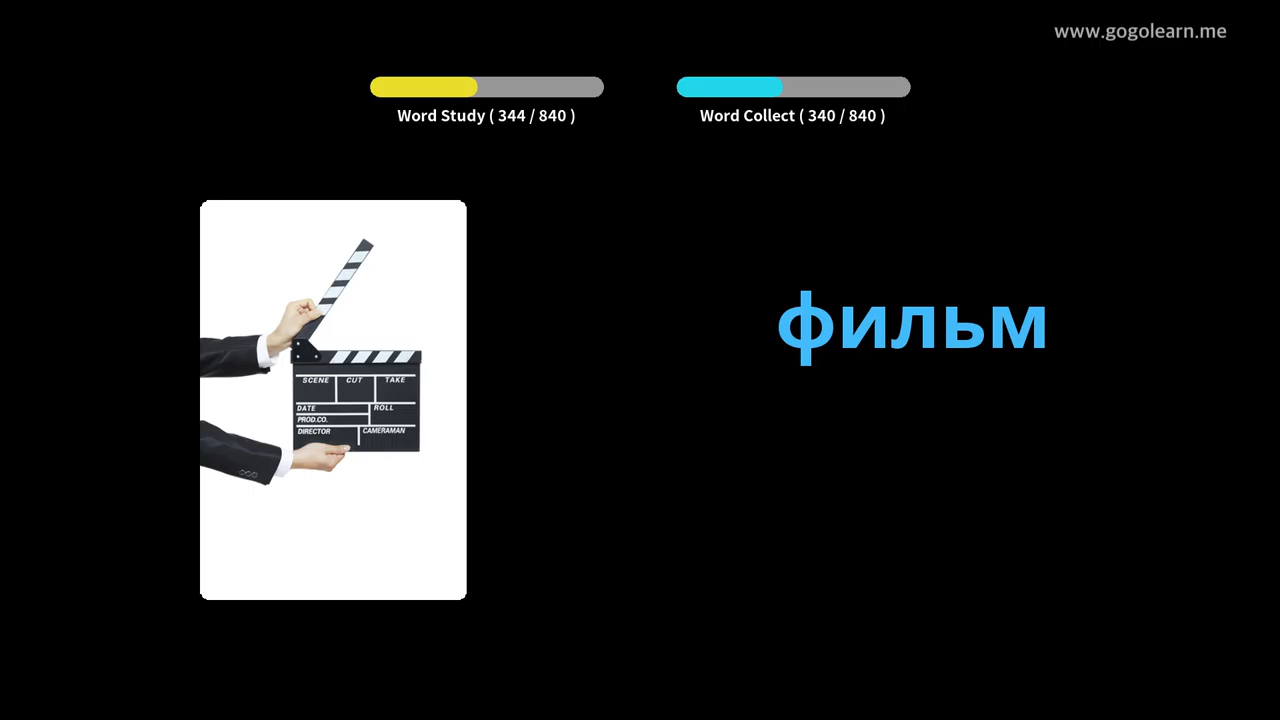 www.gogolearn.me
Word Study ( 344 / 840 )
Word Collect ( 340 / 840 )
фильм
SCENE CUT TAKE
DATE ROLL
PROD.CO.
DIRECTOR CAMERAMAN